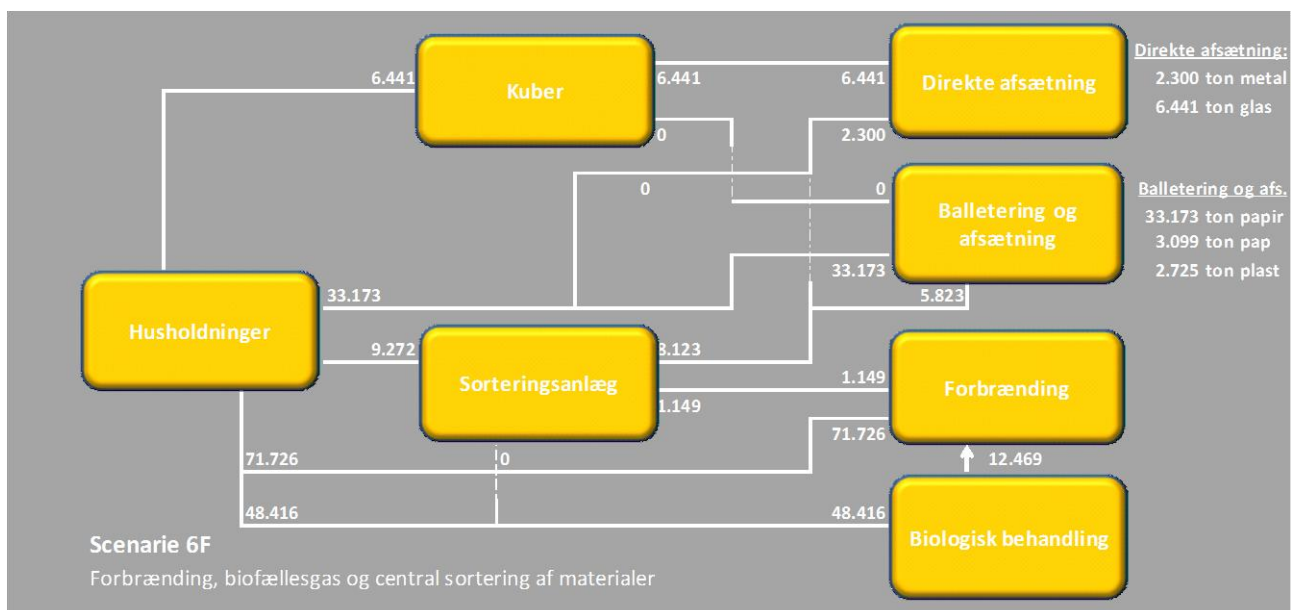 6.441
Kuber
6.441
0
6.441
2.300
Direkte afsætning
Direkte afsætning:
2.300 ton metal
6.441 ton glas
0
0
33.173
Balletering og
afsætning
Balletering og afs.
33.173 ton papir
3.099 ton pap
2.725 ton plast
5.823
Husholdninger
33.173
9.272
Sorteringsanlæg
8.123
1.149
1.149
71.726
Forbrænding
71.726
0
12.469
48.416
48.416
Biologisk behandling
Scenarie 6F
Forbrænding, biofællesgas og central sortering af materialer